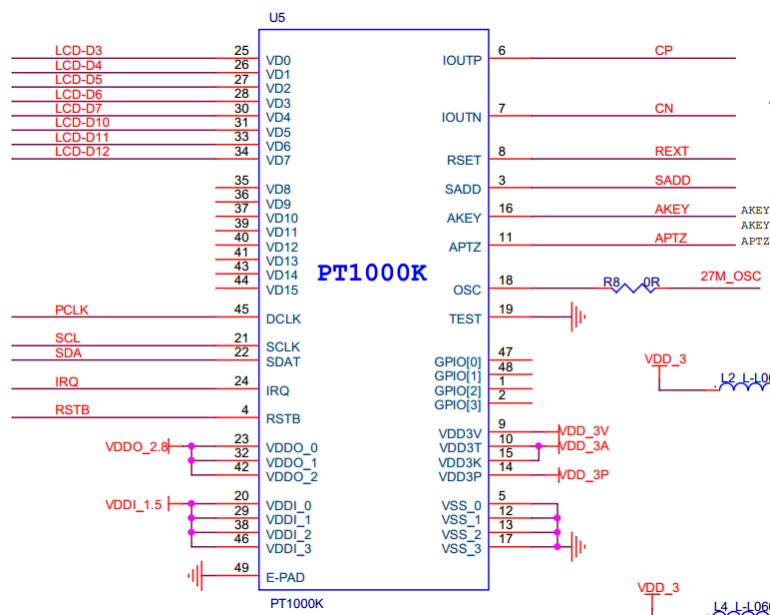 U5
LCD-D3 25 VD0 IOUTP 6 CP
LCD-D4 26 VD1
LCD-D5 27 VD2
LCD-D6 28 VD3
LCD-D7 30 VD4 IOUTN 7 CN
LCD-D10 31 VD5
LCD-D11 33 VD6
LCD-D12 34 VD7 RSET 8 REXT
35 VD8 SADD 3 SADD
36 VD9
37 VD10 AKEY 16 AKEY AKEY
39 VD11 AKEY
40 VD12 APTZ 11 APTZ APTZ
41 VD13
43 VD14
44 VD15 OSC 18 R8 0R 27M_OSC
PT1000K
PCLK 45 DCLK TEST 19
SCL 21 SCLK
SDA 22 SDAT GPIO[0] 47
GPIO[1] 48
IRQ 24 IRQ GPIO[2] 1
GPIO[3] 2
VDD_3
L2
RSTB 4 RSTB
VDD3V 9 VDD_3V
VDDO_2.8 23 VDDO_0 VDD3T 10 VDD_3A
32 VDDO_1 VDD3K 15
42 VDDO_2 VDD3P 14 VDD_3P
VDDI_1.5 20 VDDI_0 VSS_0 5
29 VDDI_1 VSS_1 12
38 VDDI_2 VSS_2 13
46 VDDI_3 VSS_3 17
49 E-PAD
VDD_3
PT1000K
L4